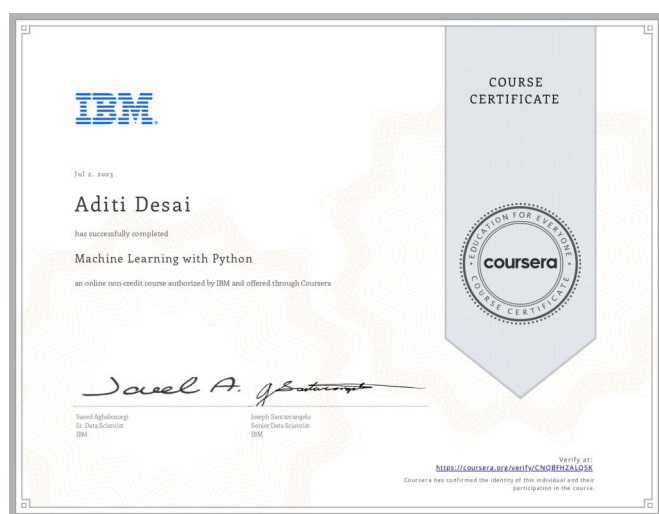 IBM
COURSE
CERTIFICATE
Jul 2, 2023
Aditi Desai
has successfully completed
Machine Learning with Python
an online non-credit course authorized by IBM and offered through Coursera
EDUCATION FOR EVERYONE
coursera
COURSE CERTIFICATE
Saeed Aghabozorgi
Sr. Data Scientist
IBM
Joseph Santarcangelo
Senior Data Scientist
IBM
Verify at:
https://coursera.org/verify/CNQBFHZALQ5K
Coursera has confirmed the identity of this individual and their
participation in the course.